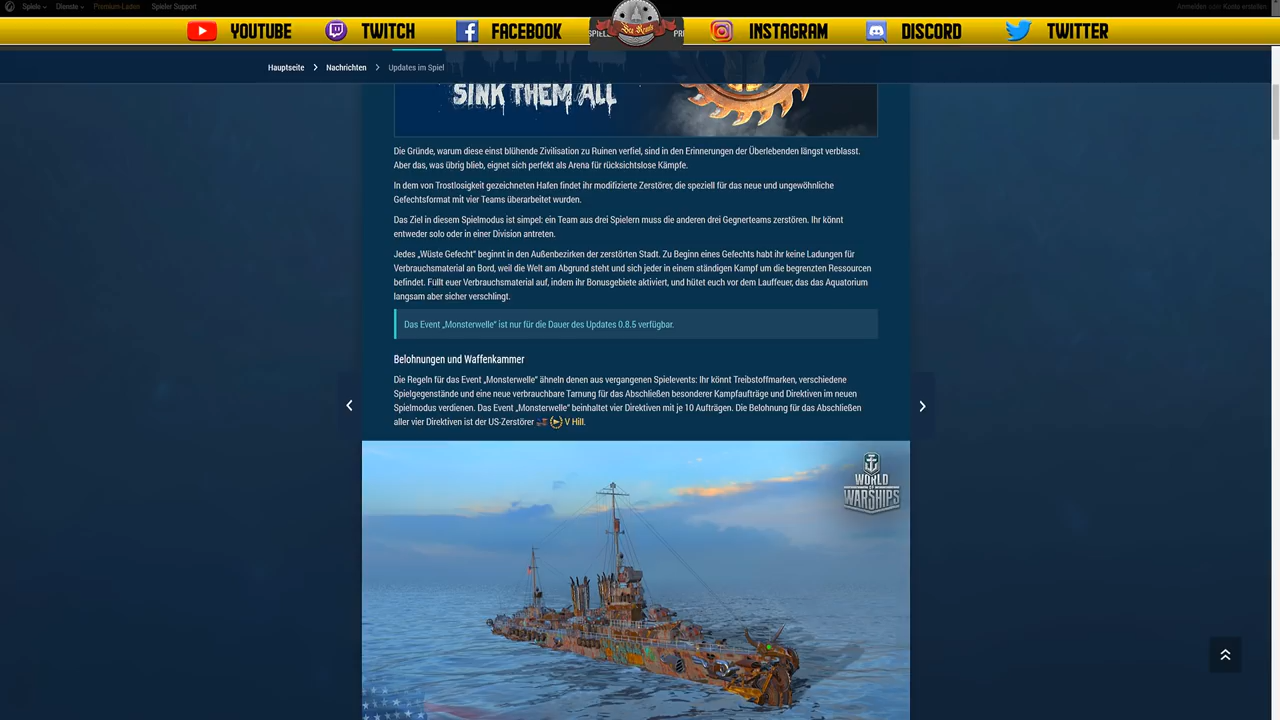 Spiele
Dienste
Premium-Laden
Spieler Support
Anmelden oder Konto erstellen
YOUTUBE
TWITCH
FACEBOOK
SPIEL
PR
INSTAGRAM
DISCORD
TWITTER
Hauptseite
Nachrichten
Updates im Spiel
SINK THEM ALL
Die Gründe, warum diese einst blühende Zivilisation zu Ruinen verfiel, sind in den Erinnerungen der Überlebenden längst verblasst.
Aber das, was übrig blieb, eignet sich perfekt als Arena für rücksichtslose Kämpfe.
In dem von Trostlosigkeit gezeichneten Hafen findet ihr modifizierte Zerstörer, die speziell für das neue und ungewöhnliche
Gefechtsformat mit vier Teams überarbeitet wurden.
Das Ziel in diesem Spielmodus ist simpel: ein Team aus drei Spielern muss die anderen drei Gegnerteams zerstören. Ihr könnt
entweder solo oder in einer Division antreten.
Jedes „Wüste Gefecht“ beginnt in den Außenbezirken der zerstörten Stadt. Zu Beginn eines Gefechts habt ihr keine Ladungen für
Verbrauchsmaterial an Bord, weil die Welt am Abgrund steht und sich jeder in einem ständigen Kampf um die begrenzten Ressourcen
befindet. Füllt euer Verbrauchsmaterial auf, indem ihr Bonusgebiete aktiviert, und hütet euch vor dem Lauffeuer, das das Aquatorium
langsam aber sicher verschlingt.
Das Event „Monsterwelle“ ist nur für die Dauer des Updates 0.8.5 verfügbar.
Belohnungen und Waffenkammer
Die Regeln für das Event „Monsterwelle“ ähneln denen aus vergangenen Spielevents: Ihr könnt Treibstoffmarken, verschiedene
Spielgegenstände und eine neue verbrauchbare Tarnung für das Abschließen besonderer Kampfaufträge und Direktiven im neuen
Spielmodus verdienen. Das Event „Monsterwelle“ beinhaltet vier Direktiven mit je 10 Aufträgen. Die Belohnung für das Abschließen
aller vier Direktiven ist der US-Zerstörer V Hill.
WORLD
OF
WARSHIPS